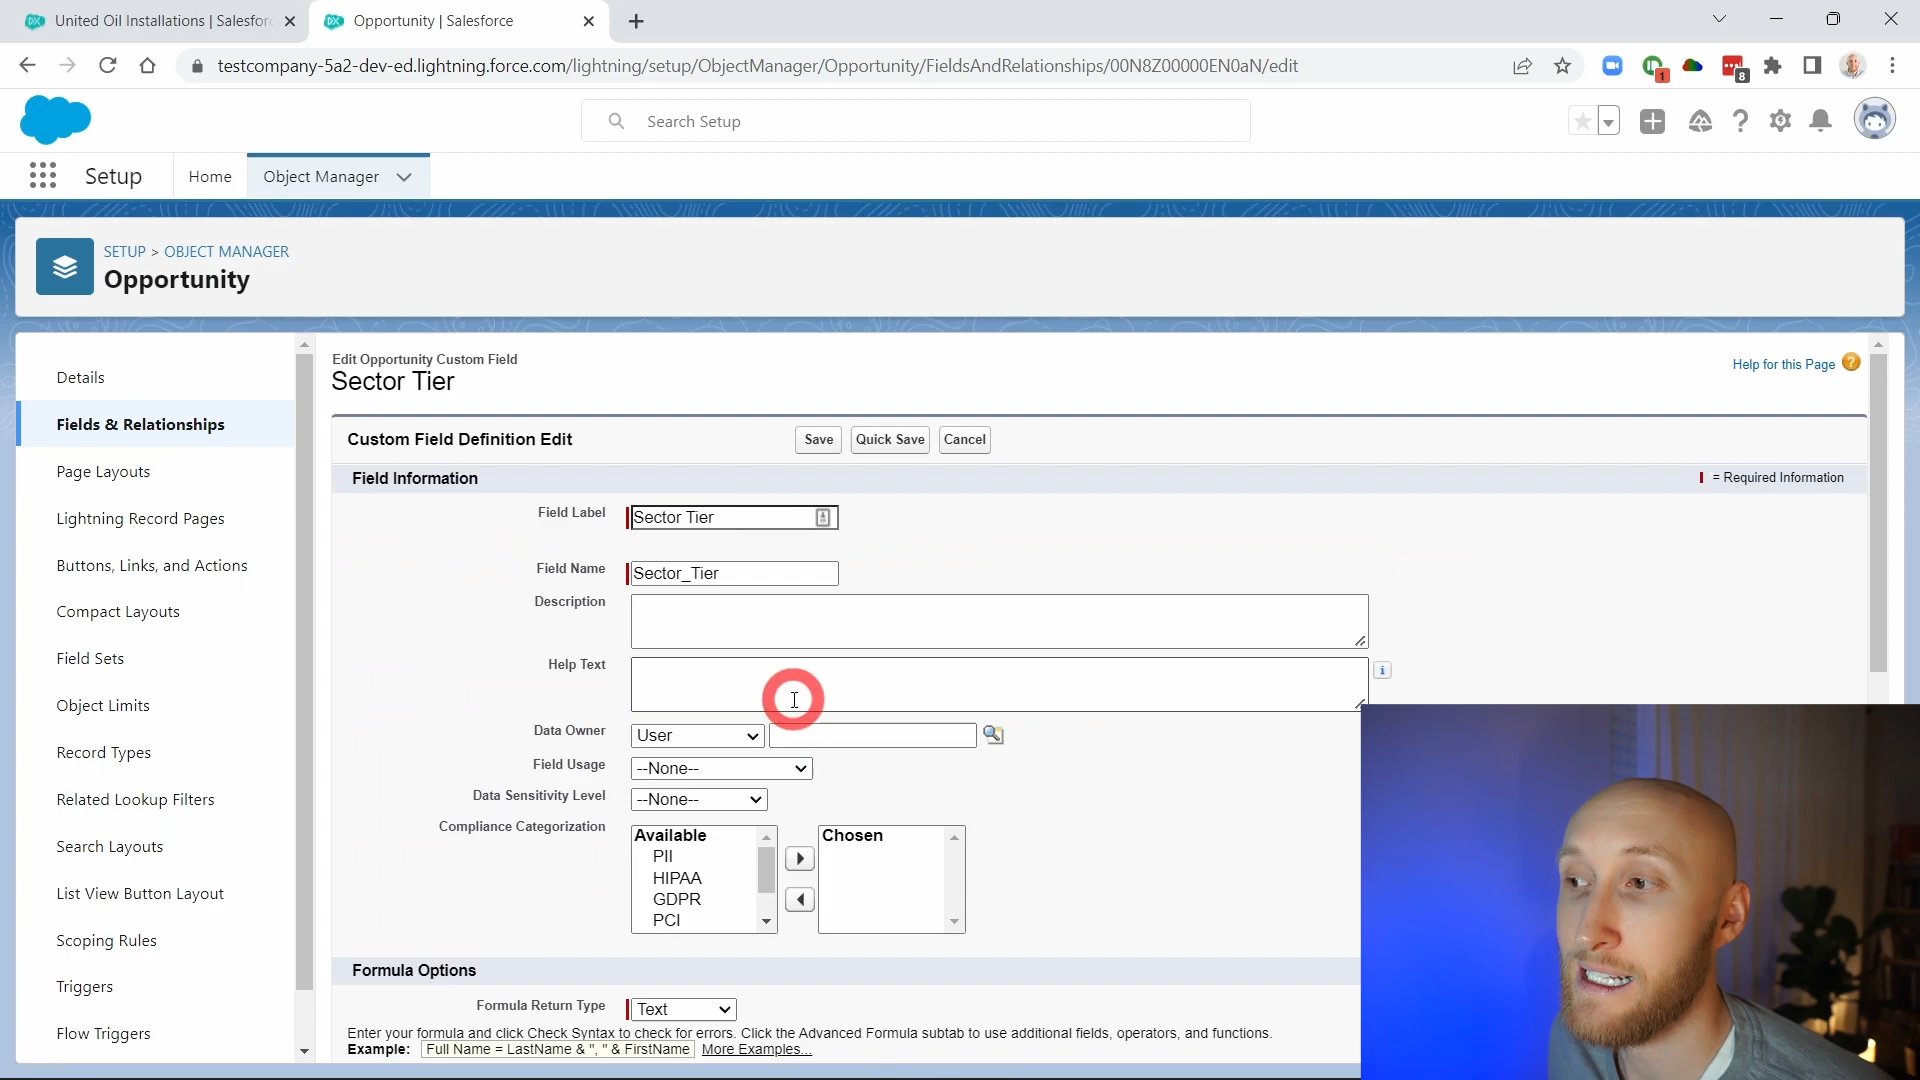 United Oil Installations | Salesfor
Opportunity | Salesforce
testcompany-5a2-dev-ed.lightning.force.com/lightning/setup/ObjectManager/Opportunity/FieldsAndRelationships/00N8Z00000EN0aN/edit
1
8
Search Setup
Setup
Home
Object Manager
SETUP > OBJECT MANAGER
Opportunity
Details
Fields & Relationships
Page Layouts
Lightning Record Pages
Buttons, Links, and Actions
Compact Layouts
Field Sets
Object Limits
Record Types
Related Lookup Filters
Search Layouts
List View Button Layout
Scoping Rules
Triggers
Flow Triggers
Edit Opportunity Custom Field
Sector Tier
Help for this Page
Custom Field Definition Edit
Save
Quick Save
Cancel
Field Information
= Required Information
Field Label
Sector Tier
Field Name
Sector_Tier
Description
Help Text
Data Owner
User
Field Usage
--None--
Data Sensitivity Level
--None--
Compliance Categorization
Available
PII
HIPAA
GDPR
PCI
Chosen
Formula Options
Formula Return Type
Text
Enter your formula and click Check Syntax to check for errors. Click the Advanced Formula subtab to use additional fields, operators, and functions.
Example: Full Name = LastName & ", " & FirstName More Examples...